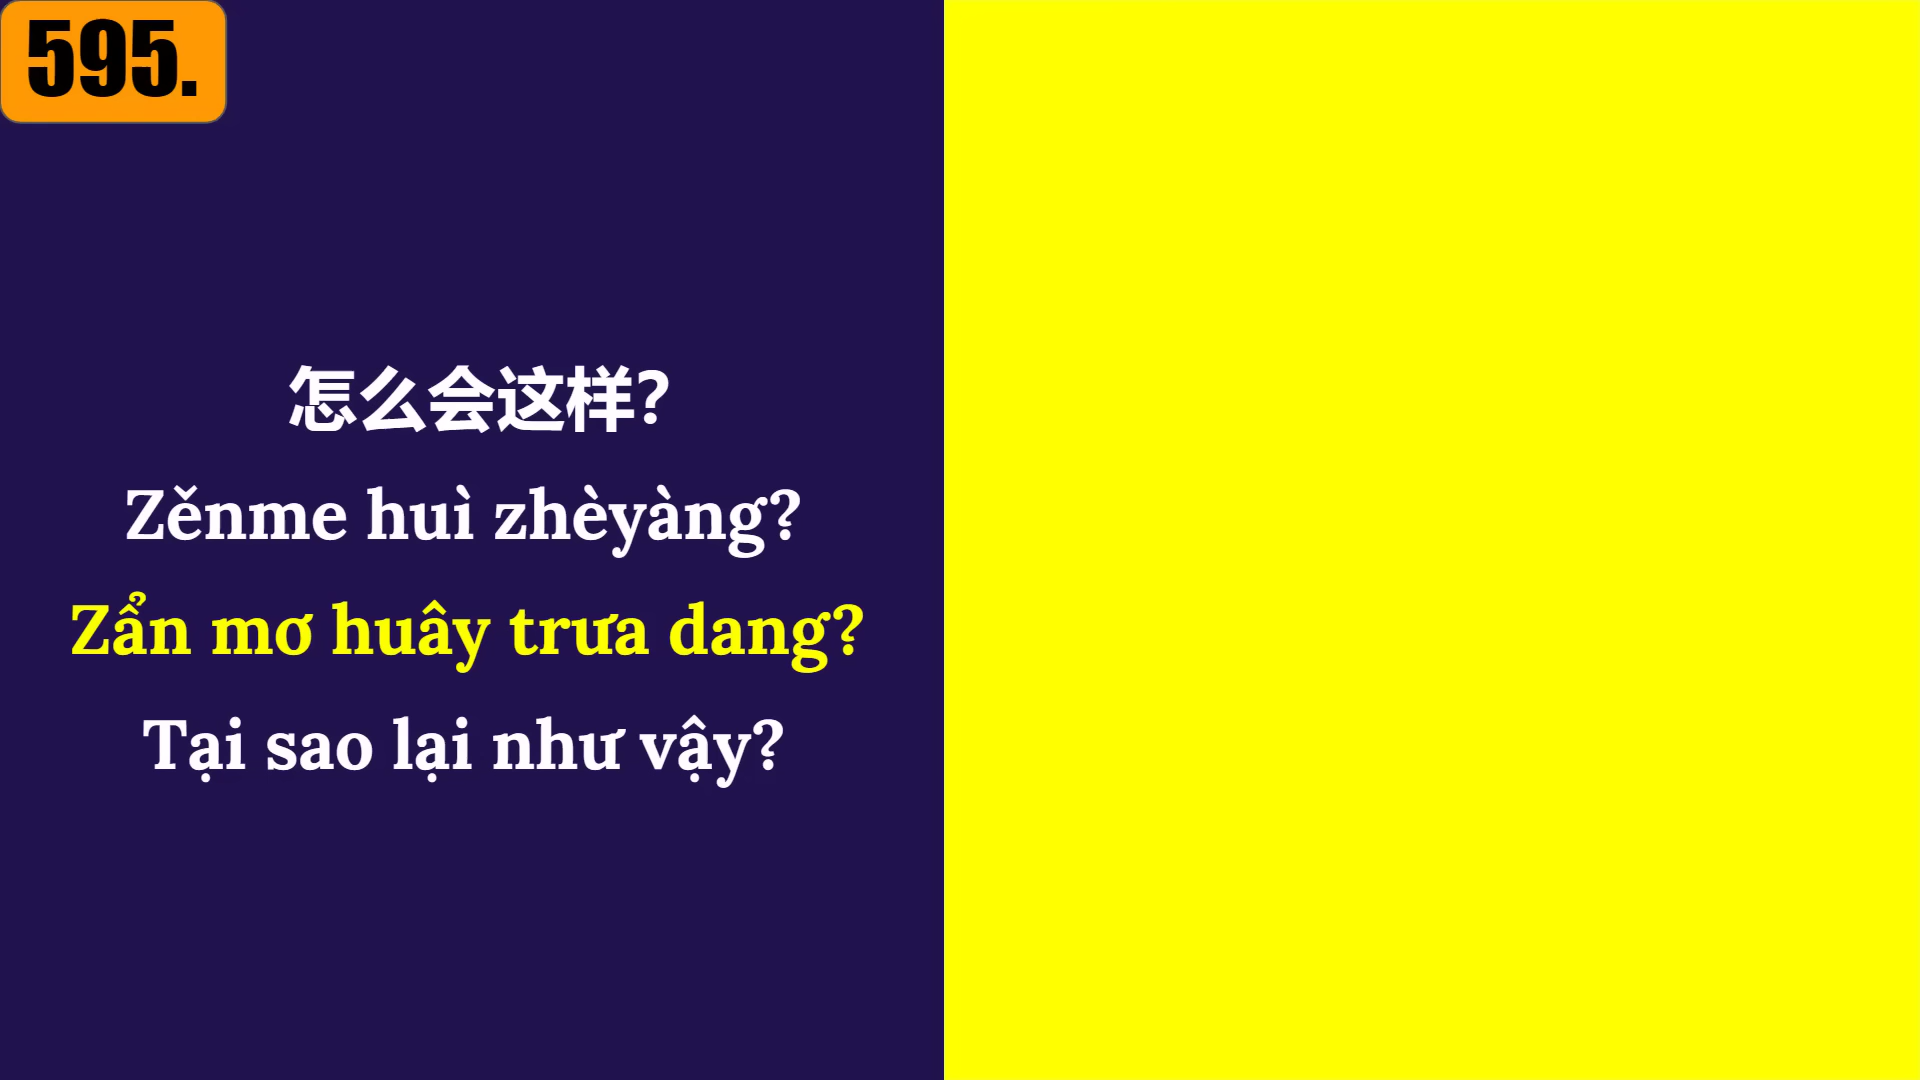 595.
怎么会这样?
Zěnme huì zhèyàng?
Zẩn mơ huây trưa dang?
Tại sao lại như vậy?